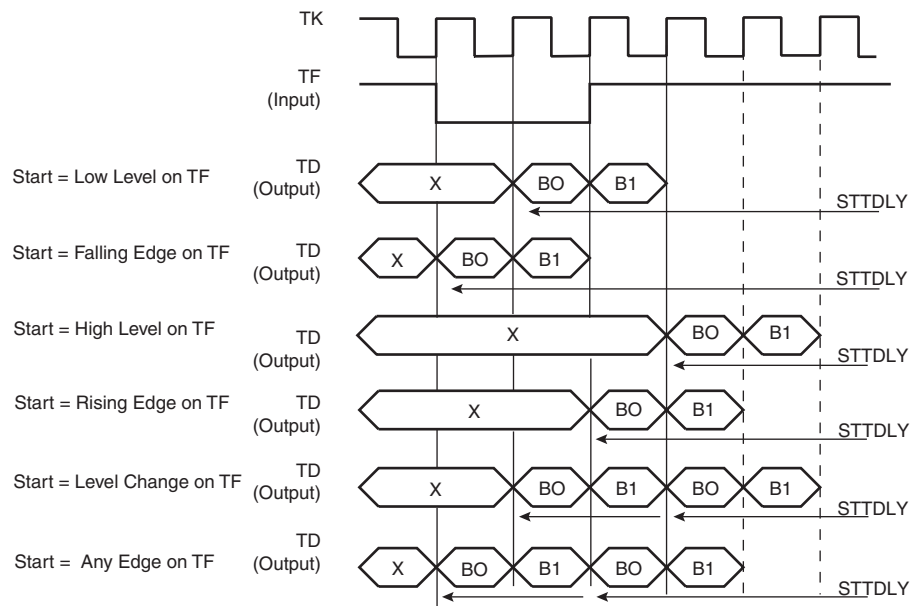 TK
TF
(Input)
Start = Low Level on TF
TD
(Output)
X
BO
B1
STTDLY
Start = Falling Edge on TF
TD
(Output)
X
BO
B1
STTDLY
Start = High Level on TF
TD
(Output)
X
BO
B1
STTDLY
Start = Rising Edge on TF
TD
(Output)
X
BO
B1
STTDLY
Start = Level Change on TF
TD
(Output)
X
BO
B1
BO
B1
STTDLY
Start = Any Edge on TF
TD
(Output)
X
BO
B1
BO
B1
STTDLY